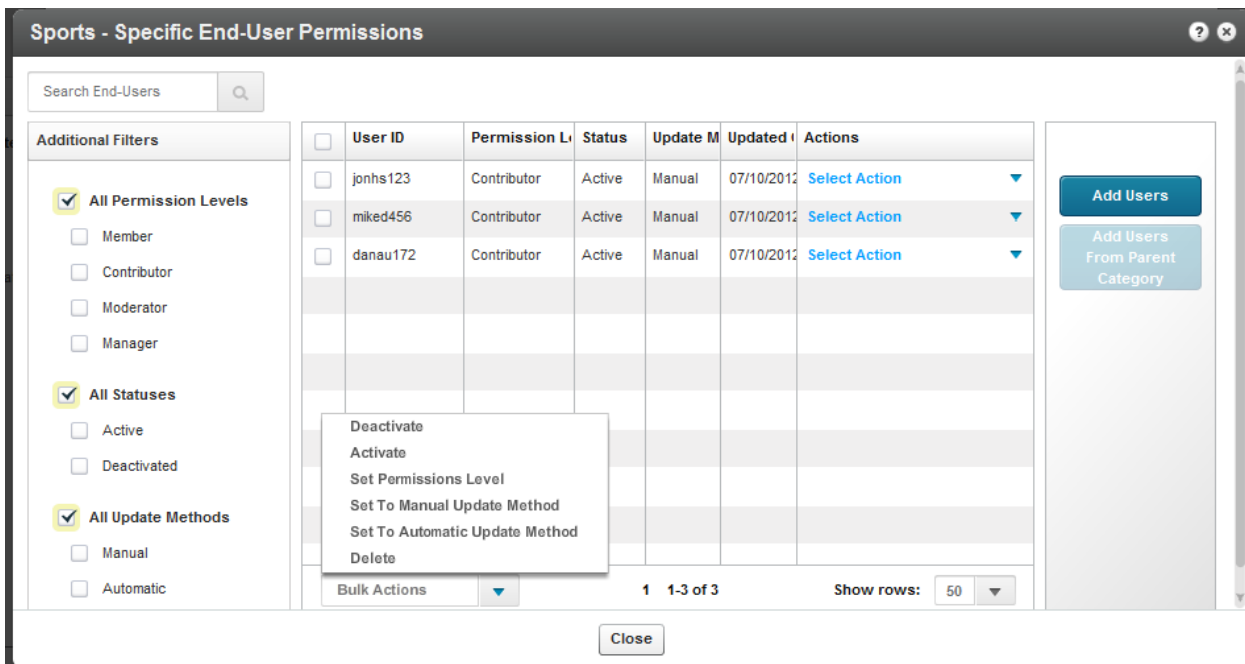 Sports - Specific End-User Permissions
Search End-Users
Additional Filters
All Permission Levels
Member
Contributor
Moderator
Manager
All Statuses
Active
Deactivated
All Update Methods
Manual
Automatic
User ID Permission L Status Update M Updated Actions
jonhs123 Contributor Active Manual 07/10/2012 Select Action
miked456 Contributor Active Manual 07/10/2012 Select Action
danau172 Contributor Active Manual 07/10/2012 Select Action
Deactivate
Activate
Set Permissions Level
Set To Manual Update Method
Set To Automatic Update Method
Delete
Bulk Actions 1 1-3 of 3 Show rows: 50
Add Users
Add Users
From Parent
Category
Close